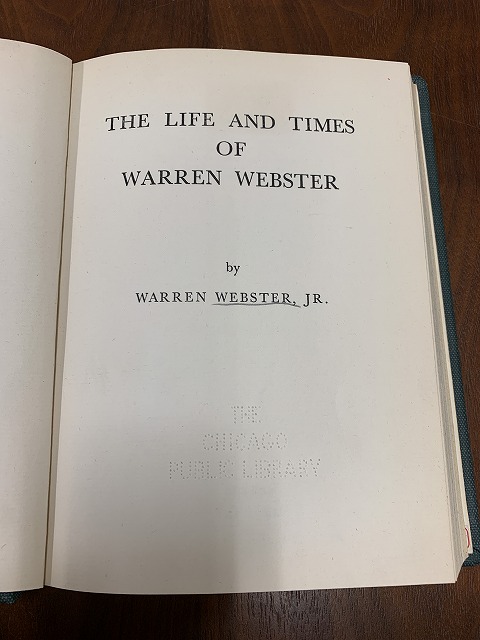 THE LIFE AND TIMES
OF
WARREN WEBSTER
by
WARREN WEBSTER, JR.
THE
CHICAGO
PUBLIC LIBRARY